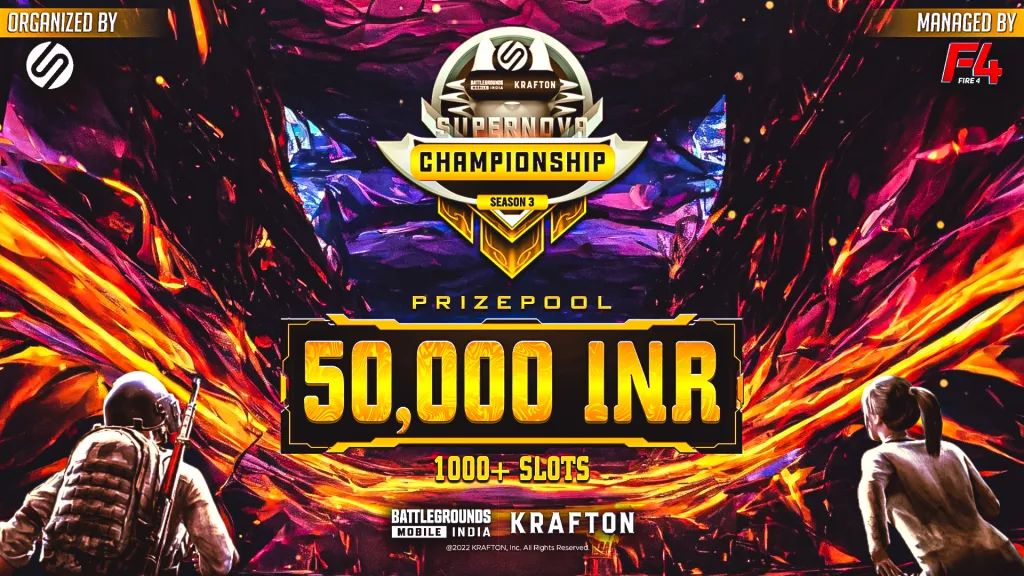 ORGANIZED BY
MANAGED BY
F4
FIRE 4
BATTLEGROUNDS
MOBILE INDIA
KRAFTON
SUPERNOVA
CHAMPIONSHIP
SEASON 3
PRIZEPOOL
50,000 INR
1000+ SLOTS
BATTLEGROUNDS
MOBILE INDIA
KRAFTON
@2022 KRAFTON, Inc. All Rights Reserved.